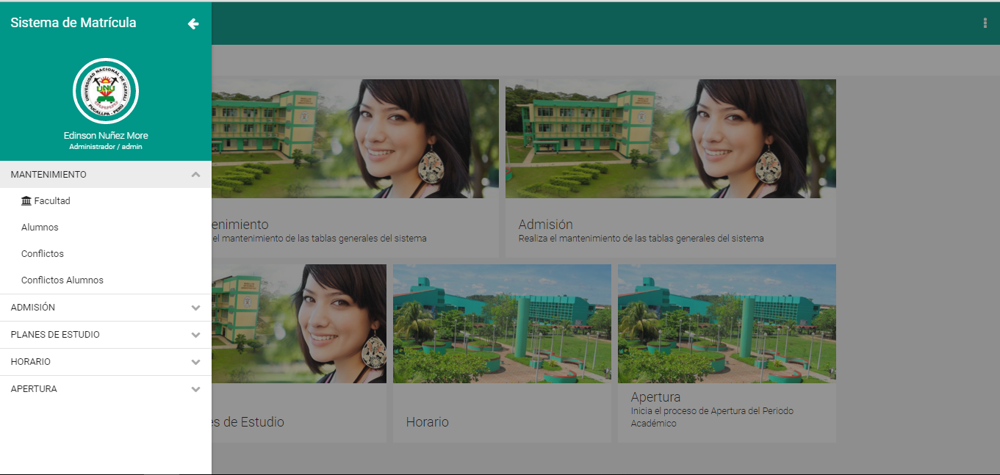 Sistema de Matrícula
UNIVERSIDAD NACIONAL DE UCAYALI
UNU
PUCALLPA - PERÚ
Edinson Nuñez More
Administrador / admin
MANTENIMIENTO
Facultad
Alumnos
Conflictos
Conflictos Alumnos
ADMISIÓN
PLANES DE ESTUDIO
HORARIO
APERTURA
enimiento
el mantenimiento de las tablas generales del sistema
Admisión
Realiza el mantenimiento de las tablas generales del sistema
es de Estudio
Horario
Apertura
Inicia el proceso de Apertura del Periodo
Académico